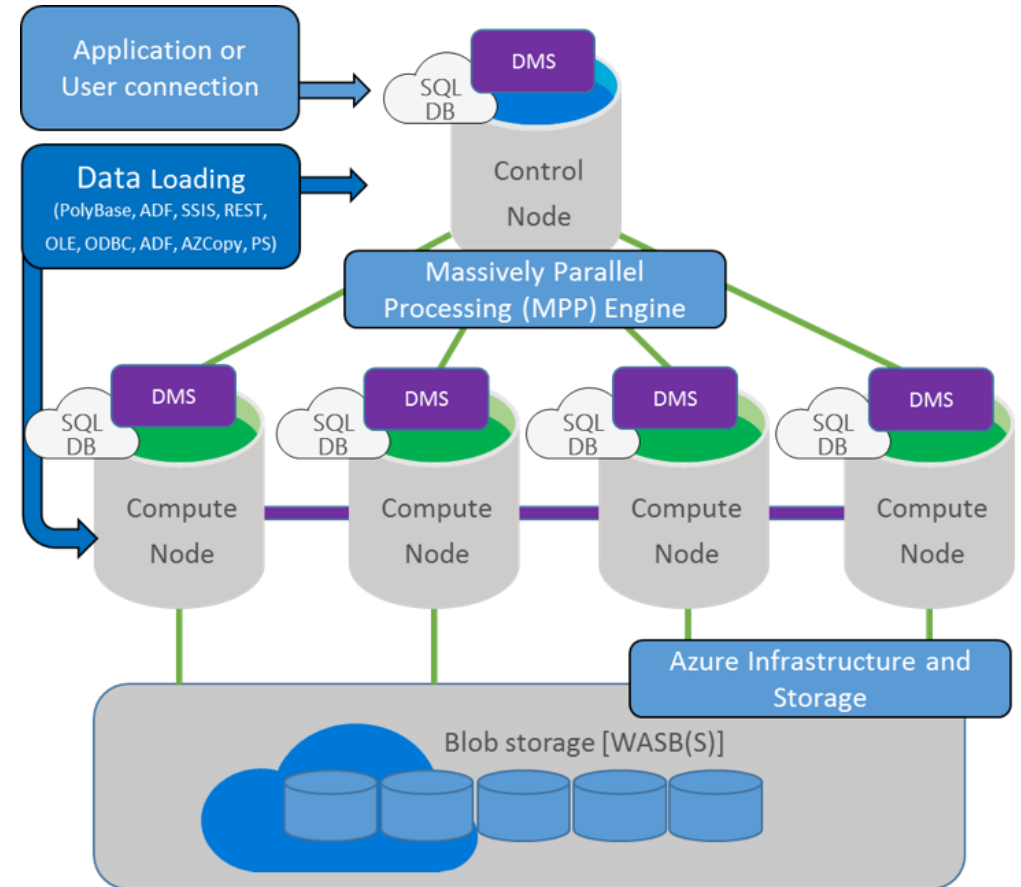 Application or
User connection
DMS
SQL
DB
Control
Node
Data Loading
(PolyBase, ADF, SSIS, REST,
OLE, ODBC, ADF, AZCopy, PS)
Massively Parallel
Processing (MPP) Engine
DMS
SQL
DB
Compute
Node
DMS
SQL
DB
Compute
Node
DMS
SQL
DB
Compute
Node
DMS
SQL
DB
Compute
Node
Azure Infrastructure and
Storage
Blob storage [WASB(S)]